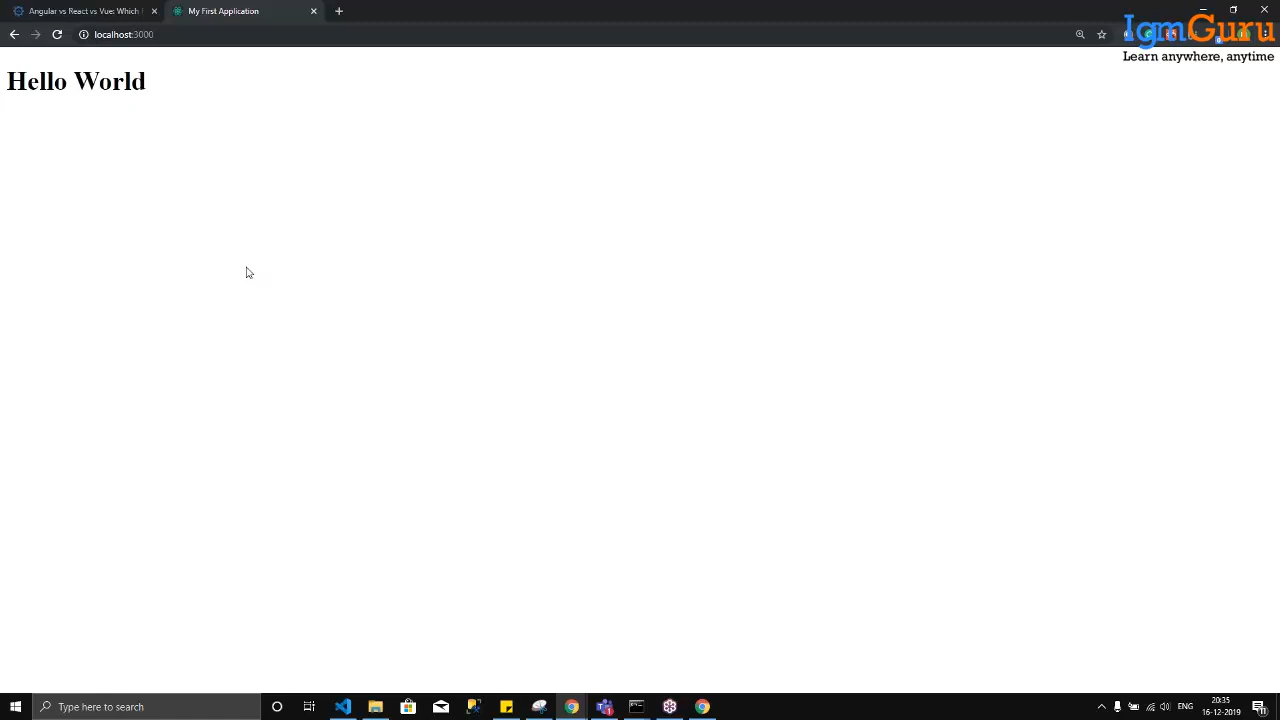 Angular vs React vs Vue: Which
My First Application
localhost:3000
IgmGuru
Learn anywhere, anytime
Hello World
Type here to search
ENG
20:35
16-12-2019